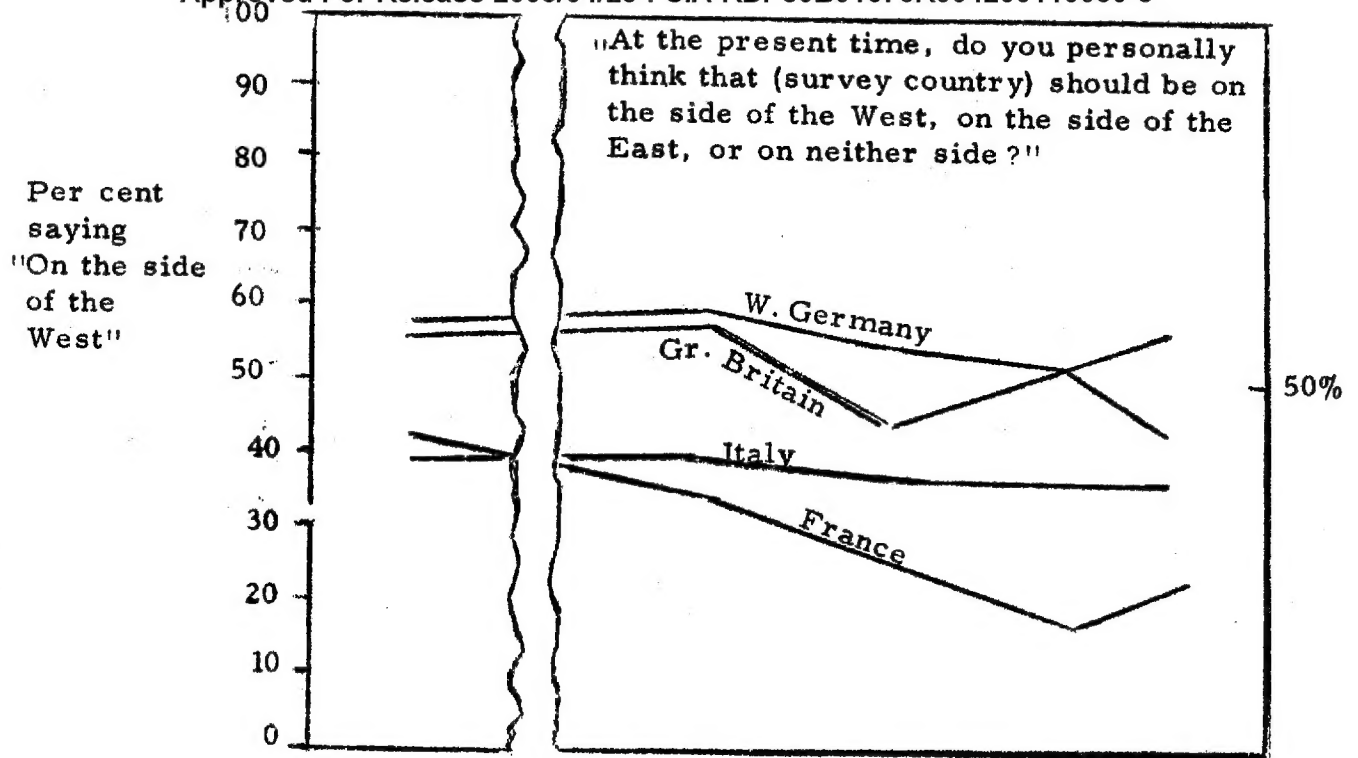 100
"At the present time, do you personally
think that (survey country) should be on
the side of the West, on the side of the
East, or on neither side?"
90
80
Per cent
saying
"On the side
of the
West"
70
60
50
40
30
20
10
0
W. Germany
Gr. Britain
Italy
France
50%